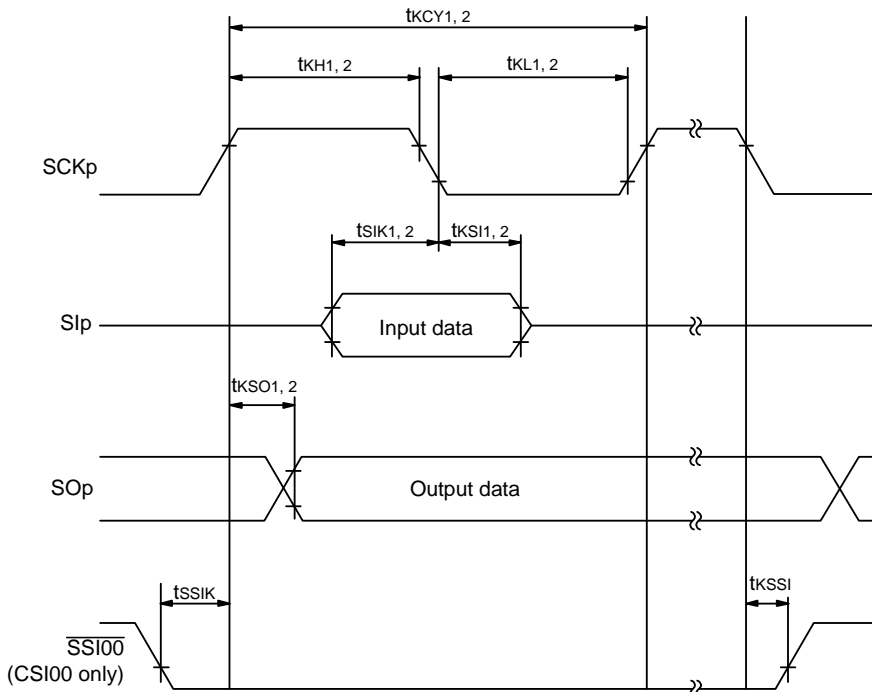 tKCY1, 2
tKH1, 2
tKL1, 2
SCKp
tSIK1, 2
tKSI1, 2
SIp
Input data
tKSO1, 2
SOp
Output data
tSSIK
tKSSI
SSI00
(CSI00 only)